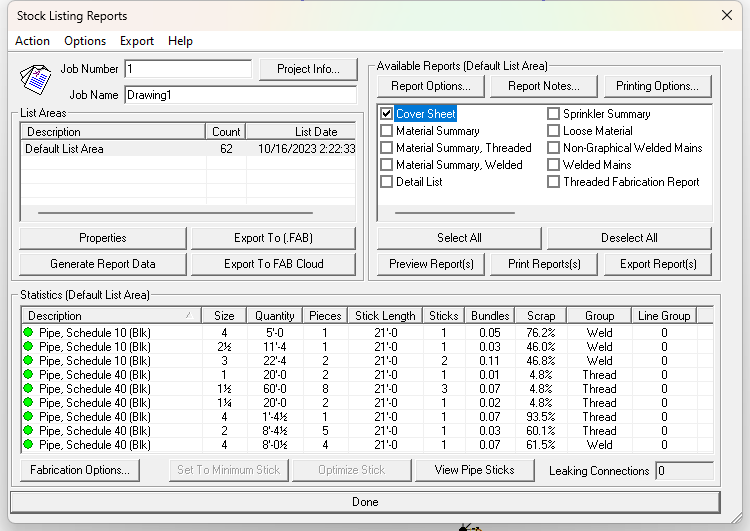 Stock Listing Reports
Action Options Export Help
Job Number 1 Project Info...
Job Name Drawing1
List Areas
Description Count List Date
Default List Area 62 10/16/2023 2:22:33
Properties Export To (.FAB)
Generate Report Data Export To FAB Cloud
Available Reports (Default List Area)
Report Options... Report Notes... Printing Options...
Cover Sheet Sprinkler Summary
Material Summary Loose Material
Material Summary, Threaded Non-Graphical Welded Mains
Material Summary, Welded Welded Mains
Detail List Threaded Fabrication Report
Select All Deselect All
Preview Report(s) Print Reports(s) Export Report(s)
Statistics (Default List Area)
Description Size Quantity Pieces Stick Length Sticks Bundles Scrap Group Line Group
Pipe, Schedule 10 (Blk) 4 5'-0 1 21'-0 1 0.05 76.2% Weld 0
Pipe, Schedule 10 (Blk) 2½ 11'-4 1 21'-0 1 0.03 46.0% Weld 0
Pipe, Schedule 10 (Blk) 3 22'-4 2 21'-0 2 0.11 46.8% Weld 0
Pipe, Schedule 40 (Blk) 1 20'-0 2 21'-0 1 0.01 4.8% Thread 0
Pipe, Schedule 40 (Blk) 1½ 60'-0 8 21'-0 3 0.07 4.8% Thread 0
Pipe, Schedule 40 (Blk) 1¼ 20'-0 2 21'-0 1 0.02 4.8% Thread 0
Pipe, Schedule 40 (Blk) 4 1'-4½ 1 21'-0 1 0.07 93.5% Thread 0
Pipe, Schedule 40 (Blk) 2 8'-4½ 5 21'-0 1 0.03 60.1% Thread 0
Pipe, Schedule 40 (Blk) 4 8'-0½ 4 21'-0 1 0.07 61.5% Weld 0
Fabrication Options... Set To Minimum Stick Optimize Stick View Pipe Sticks Leaking Connections 0
Done